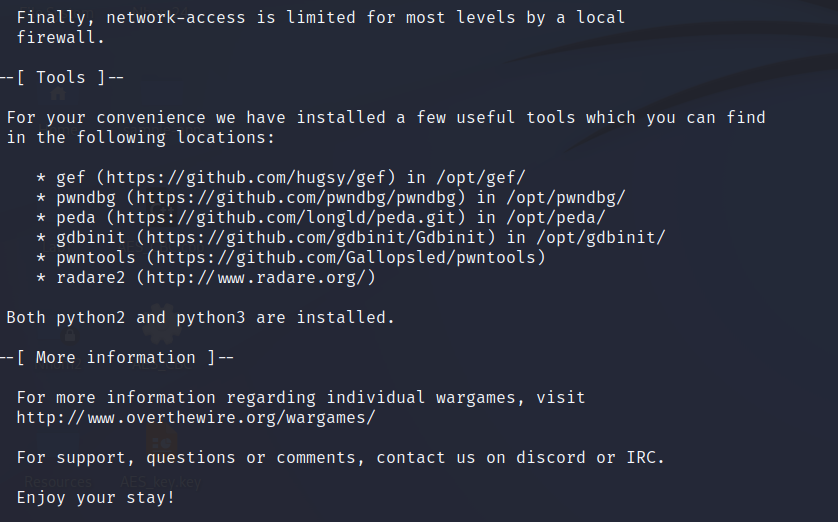 Finally, network-access is limited for most levels by a local
firewall.
--[ Tools ]--
For your convenience we have installed a few useful tools which you can find
in the following locations:
* gef (https://github.com/hugsy/gef) in /opt/gef/
* pwndbg (https://github.com/pwndbg/pwndbg) in /opt/pwndbg/
* peda (https://github.com/longld/peda.git) in /opt/peda/
* gdbinit (https://github.com/gdbinit/Gdbinit) in /opt/gdbinit/
* pwntools (https://github.com/Gallopsled/pwntools)
* radare2 (http://www.radare.org/)
Both python2 and python3 are installed.
--[ More information ]--
For more information regarding individual wargames, visit
http://www.overthewire.org/wargames/
For support, questions or comments, contact us on discord or IRC.
Resources AES_key.key
Enjoy your stay!